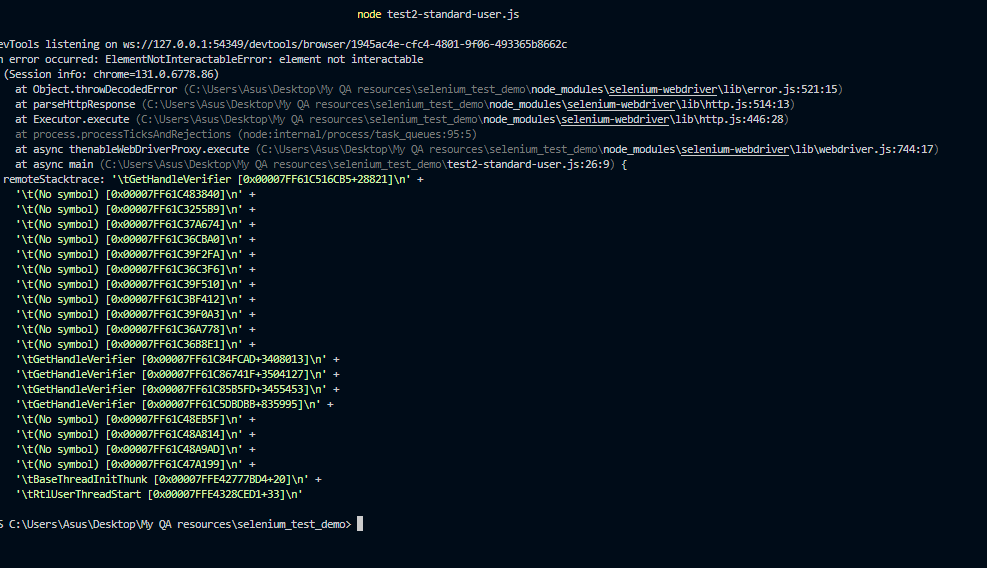 node test2-standard-user.js
evTools listening on ws://127.0.0.1:54349/devtools/browser/1945ac4e-cfc4-4801-9f06-493365b8662c
n error occurred: ElementNotInteractableError: element not interactable
(Session info: chrome=131.0.6778.86)
at Object.throwDecodedError (C:\Users\Asus\Desktop\My QA resources\selenium_test_demo\node_modules\selenium-webdriver\lib\error.js:521:15)
at parseHttpResponse (C:\Users\Asus\Desktop\My QA resources\selenium_test_demo\node_modules\selenium-webdriver\lib\http.js:514:13)
at Executor.execute (C:\Users\Asus\Desktop\My QA resources\selenium_test_demo\node_modules\selenium-webdriver\lib\http.js:446:28)
at process.processTicksAndRejections (node:internal/process/task_queues:95:5)
at async thenableWebDriverProxy.execute (C:\Users\Asus\Desktop\My QA resources\selenium_test_demo\node_modules\selenium-webdriver\lib\webdriver.js:744:17)
at async main (C:\Users\Asus\Desktop\My QA resources\selenium_test_demo\test2-standard-user.js:26:9) {
remoteStacktrace: '\tGetHandleVerifier [0x00007FF61C516CB5+28821]\n' +
'\t(No symbol) [0x00007FF61C483840]\n' +
'\t(No symbol) [0x00007FF61C3255B9]\n' +
'\t(No symbol) [0x00007FF61C37A674]\n' +
'\t(No symbol) [0x00007FF61C36CBA0]\n' +
'\t(No symbol) [0x00007FF61C39F2FA]\n' +
'\t(No symbol) [0x00007FF61C36C3F6]\n' +
'\t(No symbol) [0x00007FF61C39F510]\n' +
'\t(No symbol) [0x00007FF61C3BF412]\n' +
'\t(No symbol) [0x00007FF61C39F0A3]\n' +
'\t(No symbol) [0x00007FF61C36A778]\n' +
'\t(No symbol) [0x00007FF61C36B8E1]\n' +
'\tGetHandleVerifier [0x00007FF61C84FCAD+3408013]\n' +
'\tGetHandleVerifier [0x00007FF61C86741F+3504127]\n' +
'\tGetHandleVerifier [0x00007FF61C85B5FD+3455453]\n' +
'\tGetHandleVerifier [0x00007FF61C5DBDBB+835995]\n' +
'\t(No symbol) [0x00007FF61C48EB5F]\n' +
'\t(No symbol) [0x00007FF61C48A814]\n' +
'\t(No symbol) [0x00007FF61C48A9AD]\n' +
'\t(No symbol) [0x00007FF61C47A199]\n' +
'\tBaseThreadInitThunk [0x00007FFE42777BD4+20]\n' +
'\tRtlUserThreadStart [0x00007FFE4328CED1+33]\n'
S C:\Users\Asus\Desktop\My QA resources\selenium_test_demo>